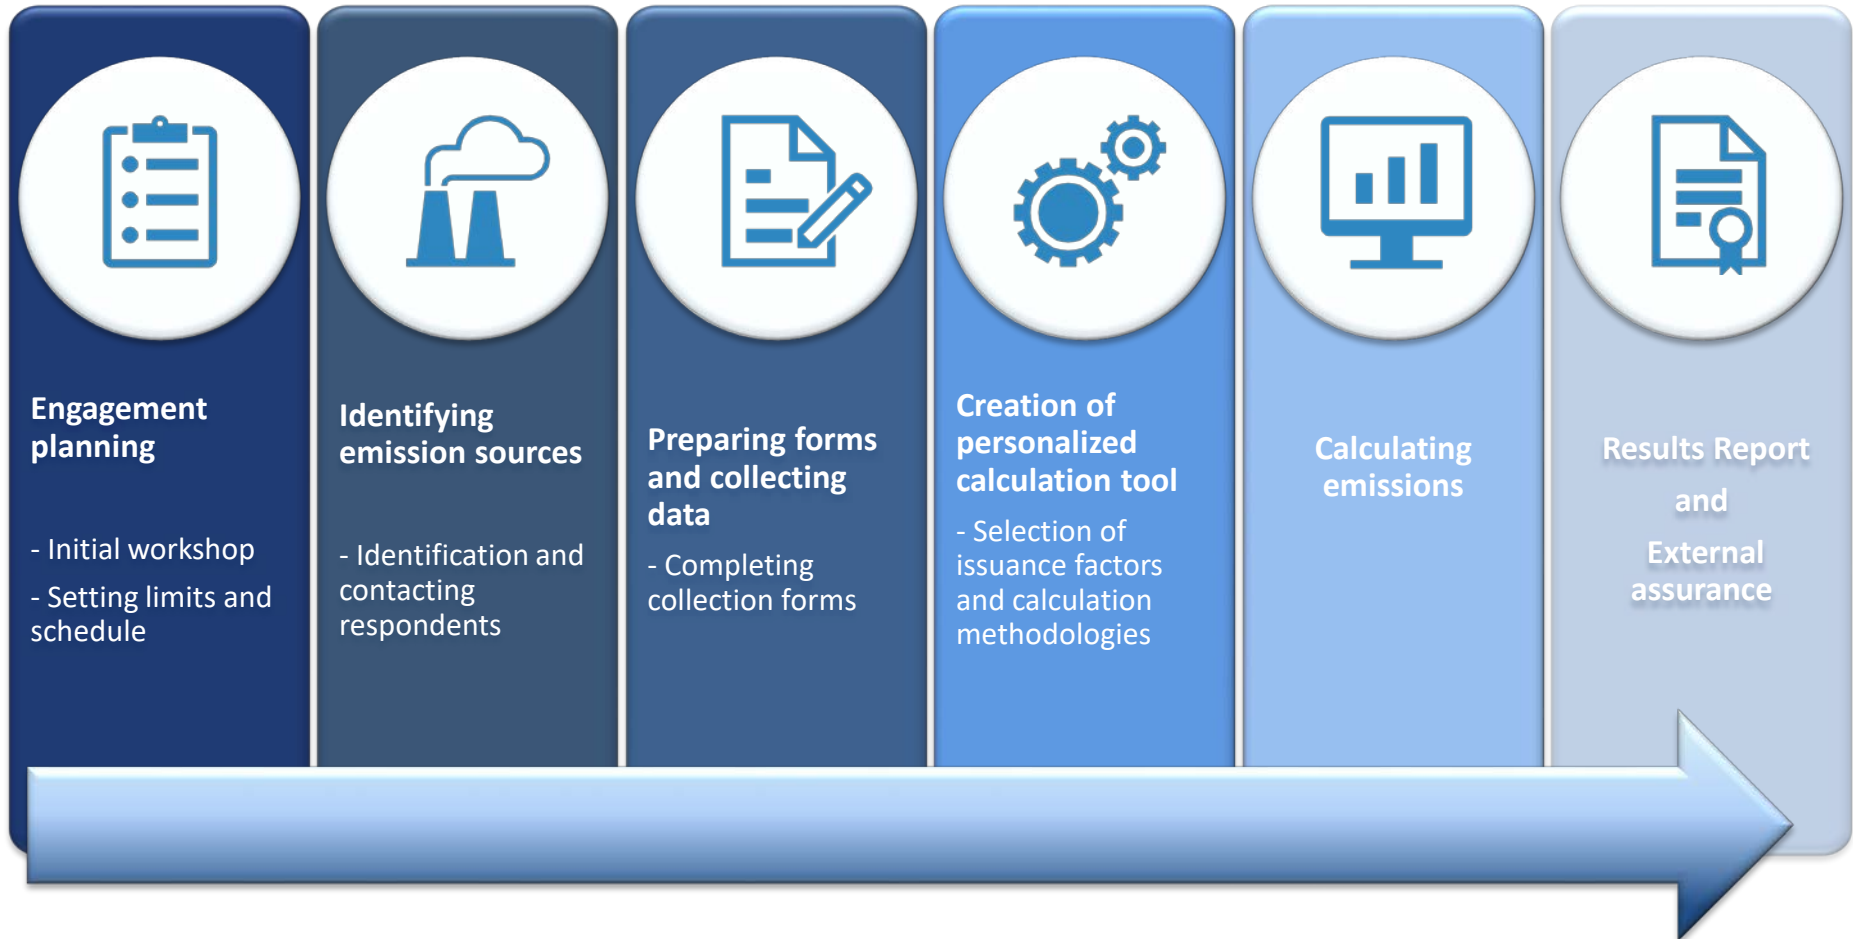 Engagement
planning
- Initial workshop
- Setting limits and
schedule
Identifying
emission sources
- Identification and
contacting
respondents
Preparing forms
and collecting
data
- Completing
collection forms
Creation of
personalized
calculation tool
- Selection of
issuance factors
and calculation
methodologies
Calculating
emissions
Results Report
and
External
assurance